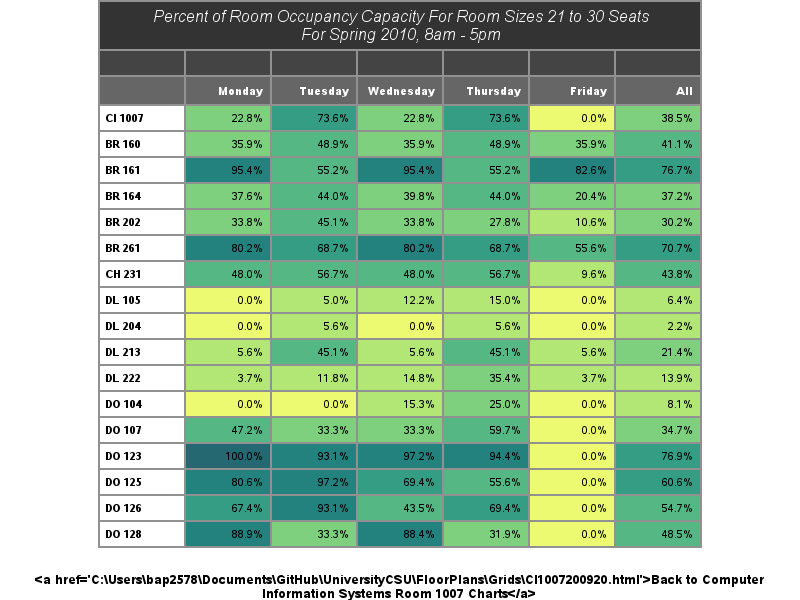 Percent of Room Occupancy Capacity For Room Sizes 21 to 30 Seats
For Spring 2010, 8am - 5pm
Monday Tuesday Wednesday Thursday Friday All
CI 1007 22.8% 73.6% 22.8% 73.6% 0.0% 38.5%
BR 160 35.9% 48.9% 35.9% 48.9% 35.9% 41.1%
BR 161 95.4% 55.2% 95.4% 55.2% 82.6% 76.7%
BR 164 37.6% 44.0% 39.8% 44.0% 20.4% 37.2%
BR 202 33.8% 45.1% 33.8% 27.8% 10.6% 30.2%
BR 261 80.2% 68.7% 80.2% 68.7% 55.6% 70.7%
CH 231 48.0% 56.7% 48.0% 56.7% 9.6% 43.8%
DL 105 0.0% 5.0% 12.2% 15.0% 0.0% 6.4%
DL 204 0.0% 5.6% 0.0% 5.6% 0.0% 2.2%
DL 213 5.6% 45.1% 5.6% 45.1% 5.6% 21.4%
DL 222 3.7% 11.8% 14.8% 35.4% 3.7% 13.9%
DO 104 0.0% 0.0% 15.3% 25.0% 0.0% 8.1%
DO 107 47.2% 33.3% 33.3% 59.7% 0.0% 34.7%
DO 123 100.0% 93.1% 97.2% 94.4% 0.0% 76.9%
DO 125 80.6% 97.2% 69.4% 55.6% 0.0% 60.6%
DO 126 67.4% 93.1% 43.5% 69.4% 0.0% 54.7%
DO 128 88.9% 33.3% 88.4% 31.9% 0.0% 48.5%
<a href='C:\Users\bap2578\Documents\GitHub\UniversityCSU\FloorPlans\Grids\CI1007200920.html'>Back to Computer
Information Systems Room 1007 Charts</a>